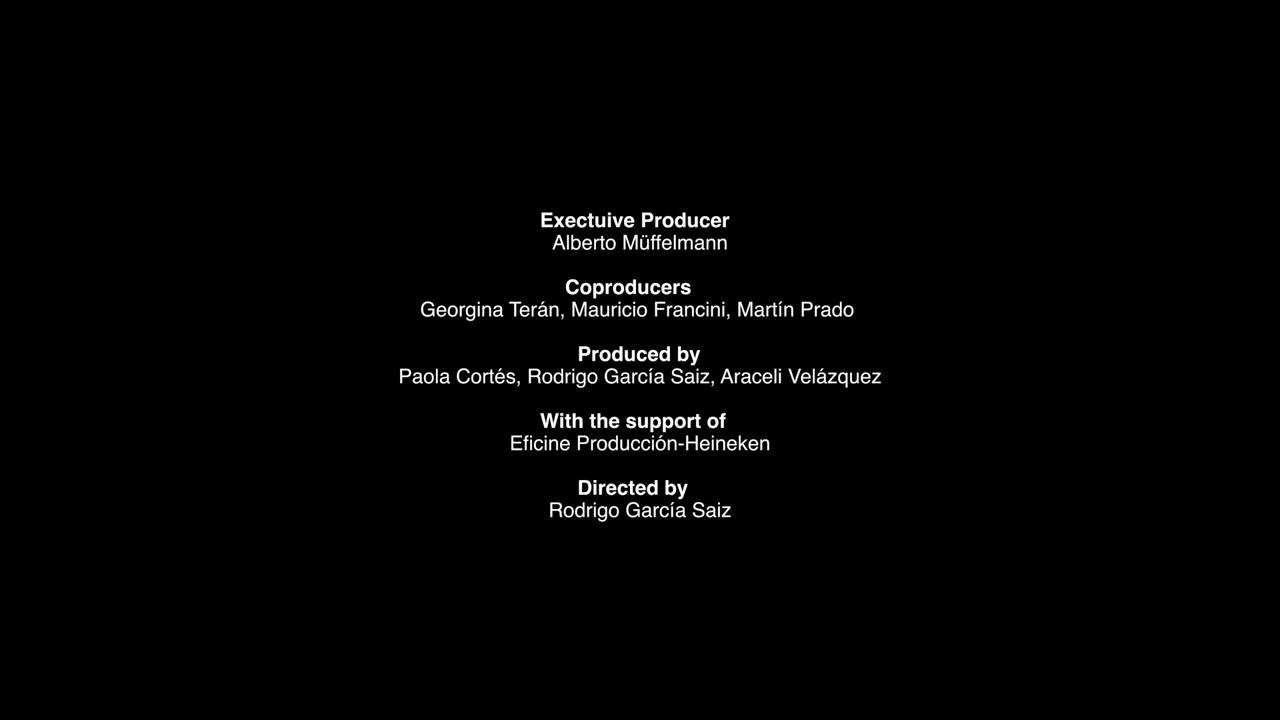 Exectuive Producer
Alberto Müffelmann
Coproducers
Georgina Terán, Mauricio Francini, Martín Prado
Produced by
Paola Cortés, Rodrigo García Saiz, Araceli Velázquez
With the support of
Eficine Producción-Heineken
Directed by
Rodrigo García Saiz